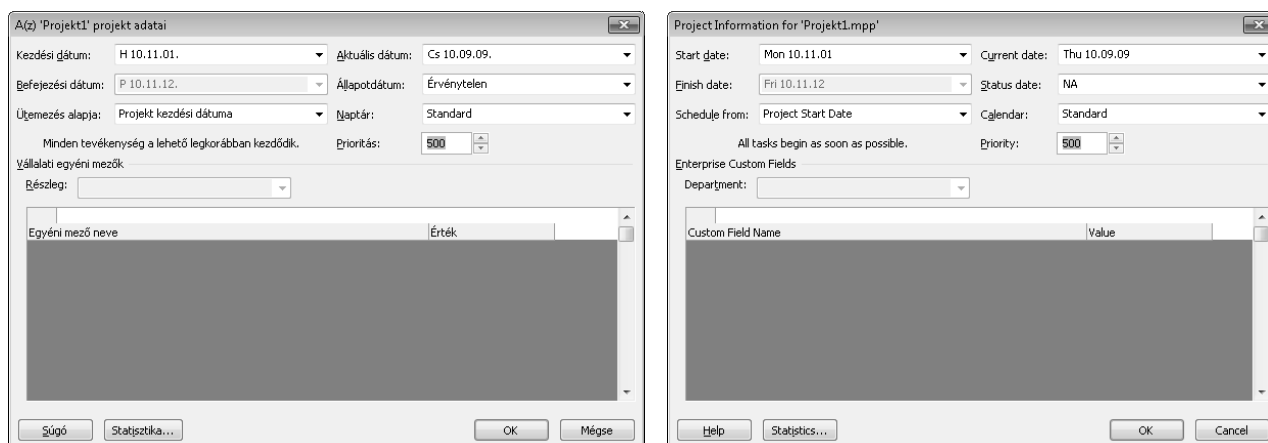 A(z) 'Projekt1' projekt adatai
Kezdési dátum: H 10.11.01. Aktuális dátum: Cs 10.09.09.
Befejezési dátum: P 10.11.12. Állapotdátum: Érvénytelen
Ütemezés alapja: Projekt kezdési dátuma Naptár: Standard
Minden tevékenység a lehető legkorábban kezdődik. Prioritás: 500
Vállalati egyéni mezők
Részleg:
Egyéni mező neve Érték
Súgó Statisztika... OK Mégse
Project Information for 'Projekt1.mpp'
Start date: Mon 10.11.01 Current date: Thu 10.09.09
Finish date: Fri 10.11.12 Status date: NA
Schedule from: Project Start Date Calendar: Standard
All tasks begin as soon as possible. Priority: 500
Enterprise Custom Fields
Department:
Custom Field Name Value
Help Statistics... OK Cancel